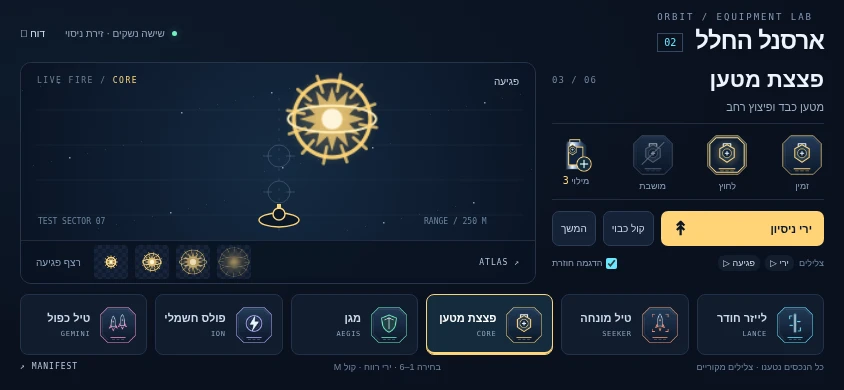 ORBIT / EQUIPMENT LAB
ארסנל החלל 02
שישה נשקים · זירת ניסוי
דוח
פצצת מטען
03 / 06
מטען כבד ופיצוץ רחב
זמין
לחוץ
מושבת
מילוי 3
ירי ניסיון
קול כבוי
המשך
צלילים
ירי ▷
פגיעה ▷
הדגמה חוזרת
LIVE FIRE / CORE
פגיעה
TEST SECTOR 07
RANGE / 250 M
רצף פגיעה
ATLAS ↗
לייזר חודר
LANCE
טיל מונחה
SEEKER
פצצת מטען
CORE
מגן
AEGIS
פולס חשמלי
ION
טיל כפול
GEMINI
כל הנכסים נטענו · צלילים מקוריים
בחירה 1–6 · ירי רווח · קול M
↗ MANIFEST